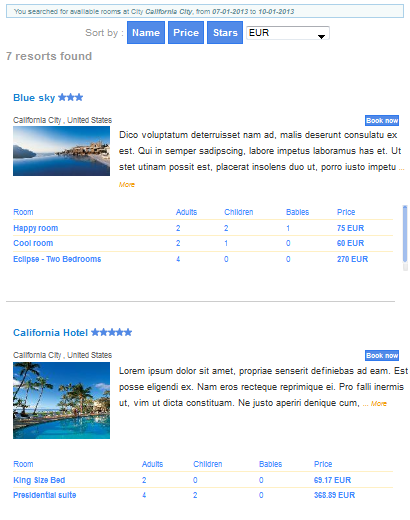 You searched for available rooms at City California City, from 07-01-2013 to 10-01-2013
Sort by : Name Price Stars EUR
7 resorts found
Blue sky
California City , United States Book now
Dico voluptatum deterruisset nam ad, malis deserunt consulatu ex
est. Qui in semper sadipscing, labore impetus laboramus has et. Ut
stet utinam possit est, placerat insolens duo ut, porro iusto impetu ...
More
Room Adults Children Babies Price
Happy room 2 2 1 75 EUR
Cool room 2 1 0 60 EUR
Eclipse - Two Bedrooms 4 0 0 270 EUR
California Hotel
California City , United States Book now
Lorem ipsum dolor sit amet, propriae senserit definiebas ad eam. Est
posse eligendi ex. Nam eros recteque reprimique ei. Pro falli inermis
ut, vim ut dicta constituam. Ne justo aperiri denique cum, ... More
Room Adults Children Babies Price
King Size Bed 2 0 0 69.17 EUR
Presidential suite 4 2 0 368.89 EUR